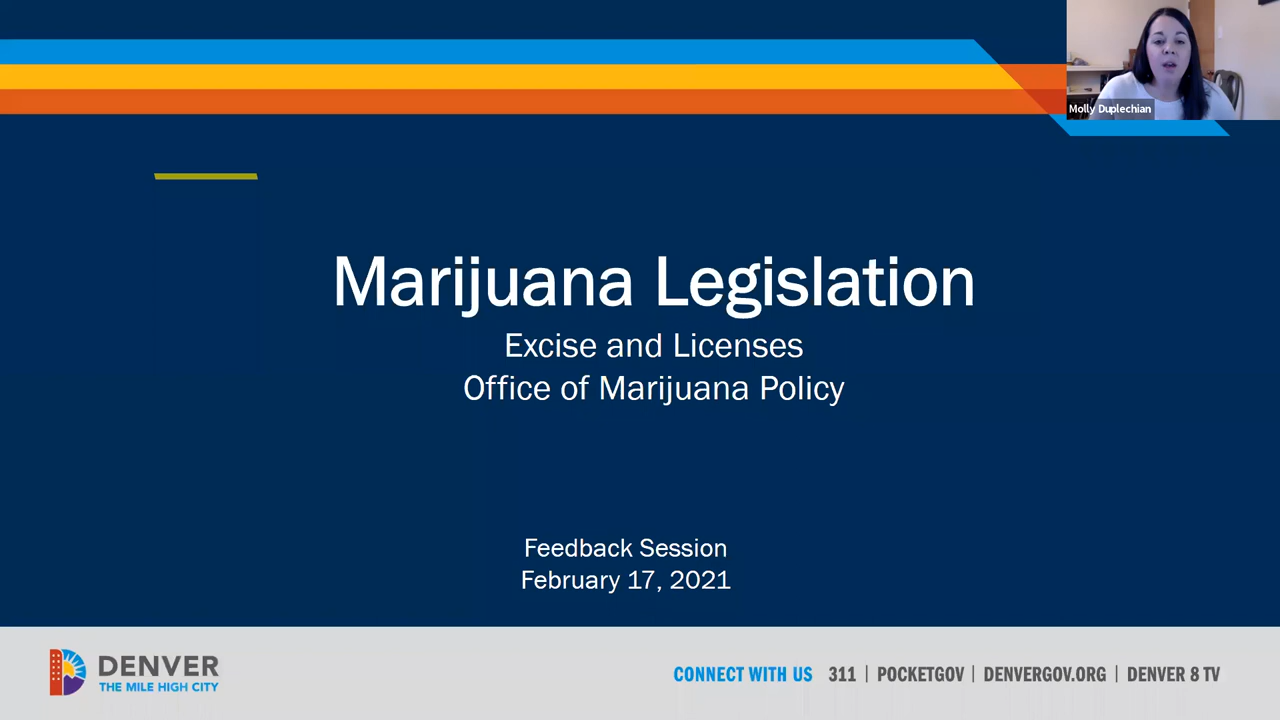 Molly Duplechian
Marijuana Legislation
Excise and Licenses
Office of Marijuana Policy
Feedback Session
February 17, 2021
DENVER
THE MILE HIGH CITY
CONNECT WITH US 311 | POCKETGOV | DENVERGOV.ORG | DENVER 8 TV